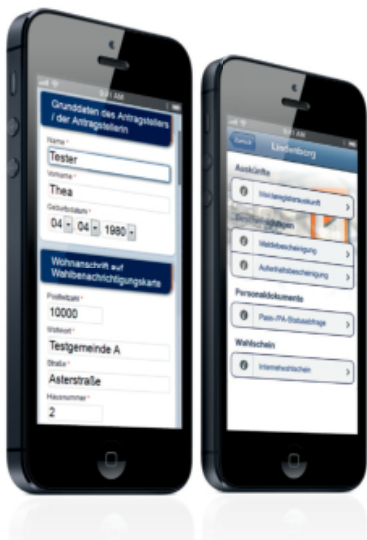 9:41 AM
Grunddaten des Antragstellers
/ der Antragstellerin
Name *
Tester
Vorname *
Thea
Geburtsdatum *
04 . 04 . 1980
Wohnanschrift auf
Wahlbenachrichtigungskarte
Postleitzahl *
10000
Wohnort *
Testgemeinde A
Straße *
Asterstraße
Hausnummer *
2
9:41 AM
Zurück
Lindenberg
Auskünfte
Melderegisterauskunft
Meldebescheinigung
Aufenthaltsbescheinigung
Personaldokumente
Pass-/PA-Statusabfrage
Wahlschein
Internetwahlschein